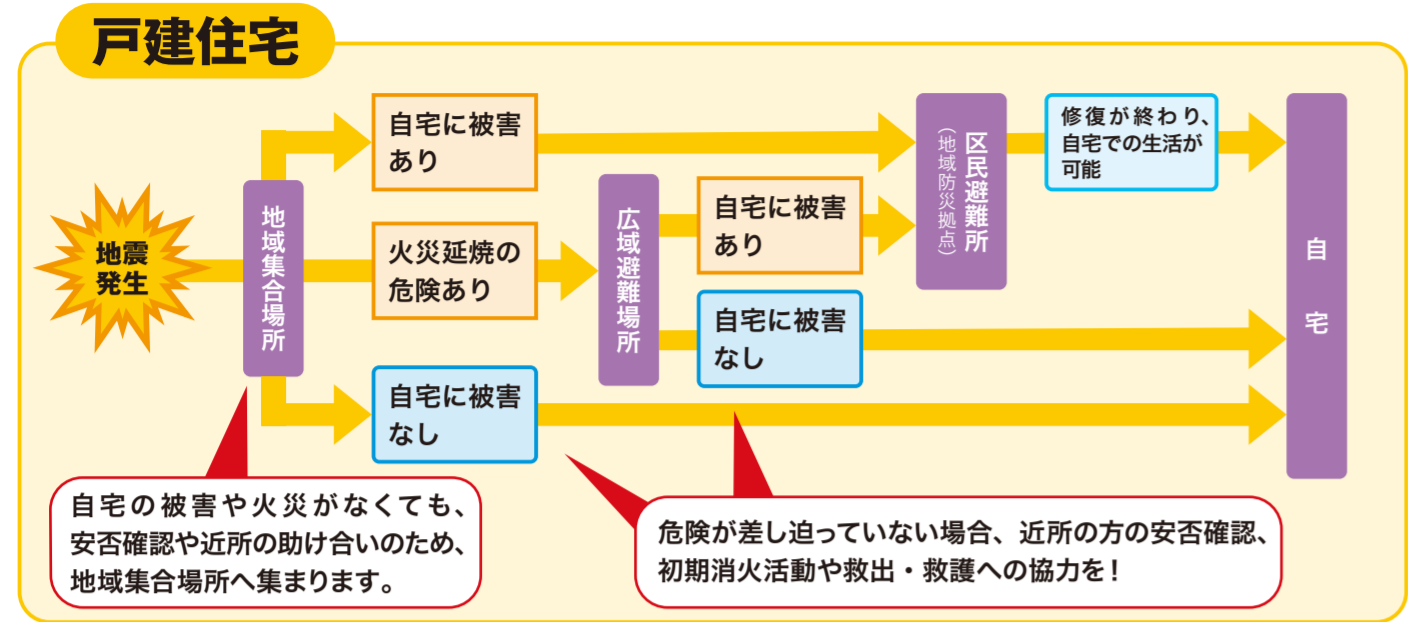 戸建住宅
地震
発生
地域集合場所
自宅に被害
あり
火災延焼の
危険あり
自宅に被害
なし
広域避難場所
自宅に被害
あり
自宅に被害
なし
区民避難所
（地域防災拠点）
修復が終わり、
自宅での生活が
可能
自宅
自宅の被害や火災がなくても、
安否確認や近所の助け合いのため、
地域集合場所へ集まります。
危険が差し迫っていない場合、近所の方の安否確認、
初期消火活動や救出・救護への協力を！